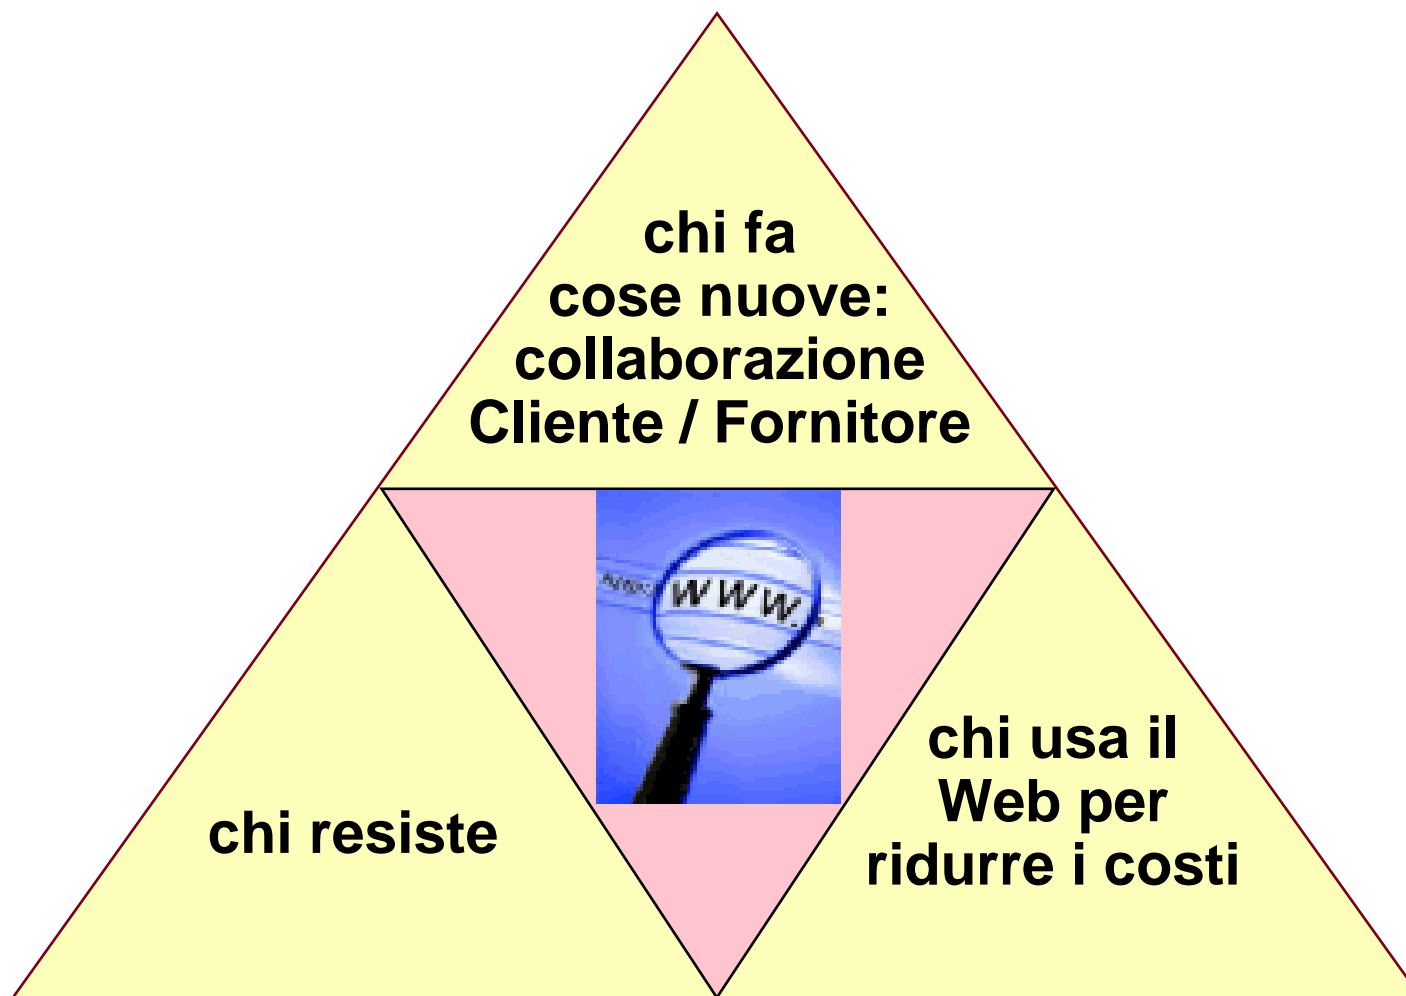 chi fa
cose nuove:
collaborazione
Cliente / Fornitore
www.
chi resiste
chi usa il
Web per
ridurre i costi